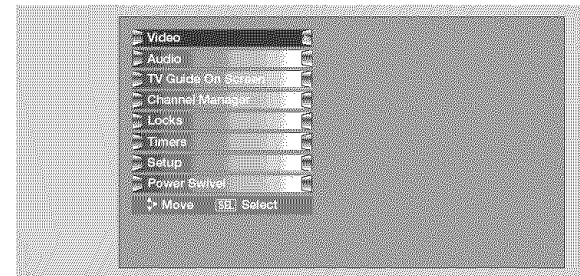 Video
Audio
TV Guide On Screen
Channel Manager
Locks
Timers
Setup
Power Swivel
Move SEL Select